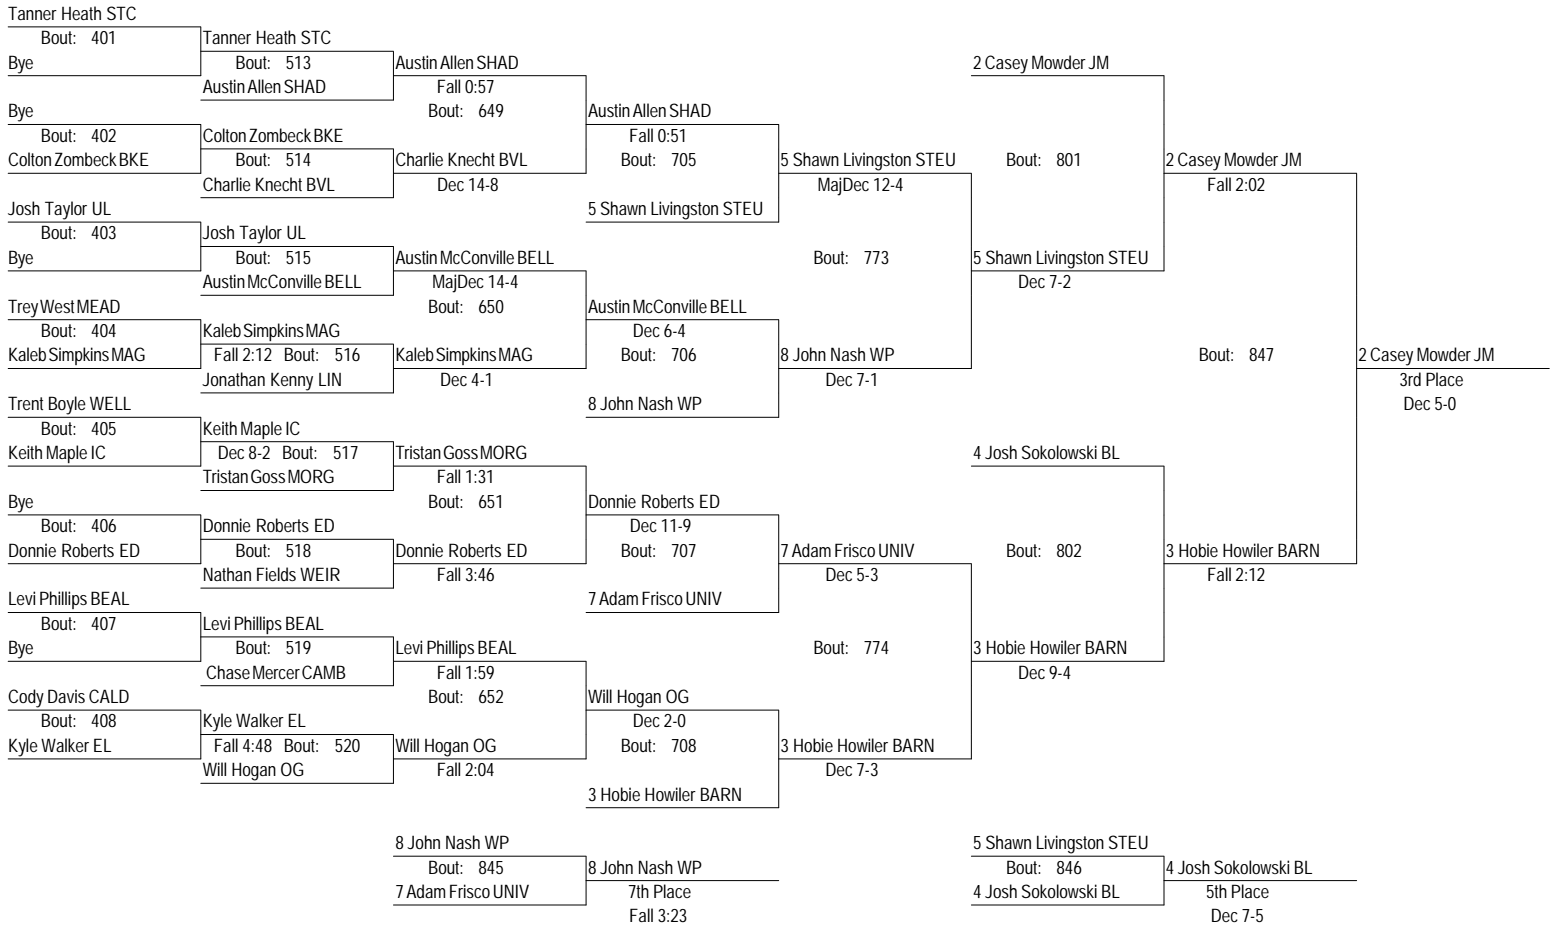 Tanner Heath STC
Bout: 401 Tanner Heath STC
Bye Bout: 513 Austin Allen SHAD 2 Casey Mowder JM
Austin Allen SHAD Fall 0:57
Bye Bout: 649 Austin Allen SHAD
Bout: 402 Colton Zombeck BKE Fall 0:51
Colton Zombeck BKE Bout: 514 Charlie Knecht BVL Bout: 705 5 Shawn Livingston STEU Bout: 801 2 Casey Mowder JM
Charlie Knecht BVL Dec 14-8 MajDec 12-4 Fall 2:02
Josh Taylor UL 5 Shawn Livingston STEU
Bout: 403 Josh Taylor UL
Bye Bout: 515 Austin McConville BELL Bout: 773 5 Shawn Livingston STEU
Austin McConville BELL MajDec 14-4 Dec 7-2
Trey West MEAD Bout: 650 Austin McConville BELL
Bout: 404 Kaleb Simpkins MAG Dec 6-4
Kaleb Simpkins MAG Fall 2:12 Bout: 516 Kaleb Simpkins MAG Bout: 706 8 John Nash WP Bout: 847 2 Casey Mowder JM
Jonathan Kenny LIN Dec 4-1 Dec 7-1 3rd Place
Trent Boyle WELL 8 John Nash WP Dec 5-0
Bout: 405 Keith Maple IC
Keith Maple IC Dec 8-2 Bout: 517 Tristan Goss MORG 4 Josh Sokolowski BL
Tristan Goss MORG Fall 1:31
Bye Bout: 651 Donnie Roberts ED
Bout: 406 Donnie Roberts ED Dec 11-9
Donnie Roberts ED Bout: 518 Donnie Roberts ED Bout: 707 7 Adam Frisco UNIV Bout: 802 3 Hobie Howiler BARN
Nathan Fields WEIR Fall 3:46 Dec 5-3 Fall 2:12
Levi Phillips BEAL 7 Adam Frisco UNIV
Bout: 407 Levi Phillips BEAL
Bye Bout: 519 Levi Phillips BEAL Bout: 774 3 Hobie Howiler BARN
Chase Mercer CAMB Fall 1:59 Dec 9-4
Cody Davis CALD Bout: 652 Will Hogan OG
Bout: 408 Kyle Walker EL Dec 2-0
Kyle Walker EL Fall 4:48 Bout: 520 Will Hogan OG Bout: 708 3 Hobie Howiler BARN
Will Hogan OG Fall 2:04 Dec 7-3
3 Hobie Howiler BARN
8 John Nash WP 5 Shawn Livingston STEU
Bout: 845 8 John Nash WP Bout: 846 4 Josh Sokolowski BL
7 Adam Frisco UNIV 7th Place 4 Josh Sokolowski BL 5th Place
Fall 3:23 Dec 7-5